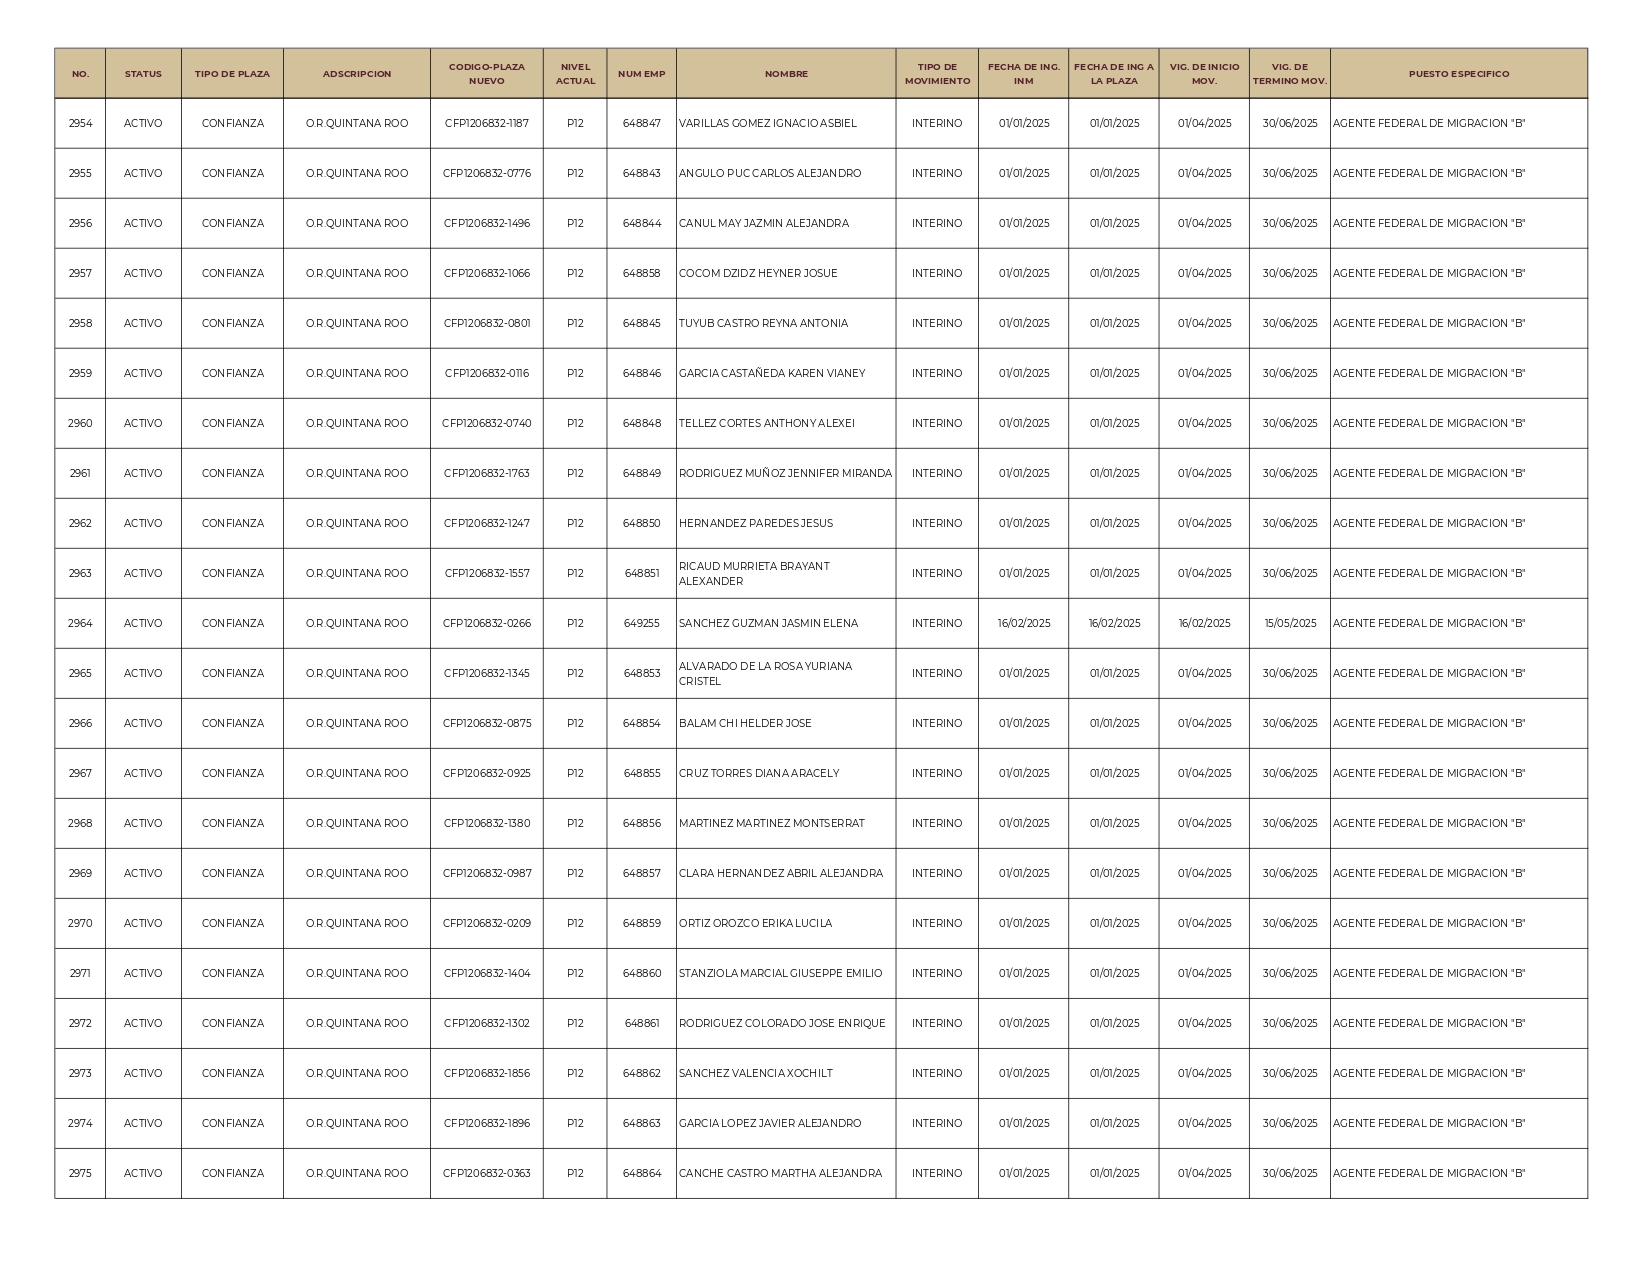 NO. STATUS TIPO DE PLAZA ADSCRIPCION CODIGO-PLAZA NUEVO NIVEL ACTUAL NUM EMP NOMBRE TIPO DE MOVIMIENTO FECHA DE ING. INM FECHA DE ING A LA PLAZA VIG. DE INICIO MOV. VIG. DE TERMINO MOV. PUESTO ESPECIFICO
2954 ACTIVO CONFIANZA O.R.QUINTANA ROO CFP1206832-1187 P12 648847 VARILLAS GOMEZ IGNACIO ASBIEL INTERINO 01/01/2025 01/01/2025 01/04/2025 30/06/2025 AGENTE FEDERAL DE MIGRACION "B"
2955 ACTIVO CONFIANZA O.R.QUINTANA ROO CFP1206832-0776 P12 648843 ANGULO PUC CARLOS ALEJANDRO INTERINO 01/01/2025 01/01/2025 01/04/2025 30/06/2025 AGENTE FEDERAL DE MIGRACION "B"
2956 ACTIVO CONFIANZA O.R.QUINTANA ROO CFP1206832-1496 P12 648844 CANUL MAY JAZMIN ALEJANDRA INTERINO 01/01/2025 01/01/2025 01/04/2025 30/06/2025 AGENTE FEDERAL DE MIGRACION "B"
2957 ACTIVO CONFIANZA O.R.QUINTANA ROO CFP1206832-1066 P12 648858 COCOM DZIDZ HEYNER JOSUE INTERINO 01/01/2025 01/01/2025 01/04/2025 30/06/2025 AGENTE FEDERAL DE MIGRACION "B"
2958 ACTIVO CONFIANZA O.R.QUINTANA ROO CFP1206832-0801 P12 648845 TUYUB CASTRO REYNA ANTONIA INTERINO 01/01/2025 01/01/2025 01/04/2025 30/06/2025 AGENTE FEDERAL DE MIGRACION "B"
2959 ACTIVO CONFIANZA O.R.QUINTANA ROO CFP1206832-0116 P12 648846 GARCIA CASTAÑEDA KAREN VIANEY INTERINO 01/01/2025 01/01/2025 01/04/2025 30/06/2025 AGENTE FEDERAL DE MIGRACION "B"
2960 ACTIVO CONFIANZA O.R.QUINTANA ROO CFP1206832-0740 P12 648848 TELLEZ CORTES ANTHONY ALEXEI INTERINO 01/01/2025 01/01/2025 01/04/2025 30/06/2025 AGENTE FEDERAL DE MIGRACION "B"
2961 ACTIVO CONFIANZA O.R.QUINTANA ROO CFP1206832-1763 P12 648849 RODRIGUEZ MUÑOZ JENNIFER MIRANDA INTERINO 01/01/2025 01/01/2025 01/04/2025 30/06/2025 AGENTE FEDERAL DE MIGRACION "B"
2962 ACTIVO CONFIANZA O.R.QUINTANA ROO CFP1206832-1247 P12 648850 HERNANDEZ PAREDES JESUS INTERINO 01/01/2025 01/01/2025 01/04/2025 30/06/2025 AGENTE FEDERAL DE MIGRACION "B"
2963 ACTIVO CONFIANZA O.R.QUINTANA ROO CFP1206832-1557 P12 648851 RICAUD MURRIETA BRAYANT ALEXANDER INTERINO 01/01/2025 01/01/2025 01/04/2025 30/06/2025 AGENTE FEDERAL DE MIGRACION "B"
2964 ACTIVO CONFIANZA O.R.QUINTANA ROO CFP1206832-0266 P12 649255 SANCHEZ GUZMAN JASMIN ELENA INTERINO 16/02/2025 16/02/2025 16/02/2025 15/05/2025 AGENTE FEDERAL DE MIGRACION "B"
2965 ACTIVO CONFIANZA O.R.QUINTANA ROO CFP1206832-1345 P12 648853 ALVARADO DE LA ROSA YURIANA CRISTEL INTERINO 01/01/2025 01/01/2025 01/04/2025 30/06/2025 AGENTE FEDERAL DE MIGRACION "B"
2966 ACTIVO CONFIANZA O.R.QUINTANA ROO CFP1206832-0875 P12 648854 BALAM CHI HELDER JOSE INTERINO 01/01/2025 01/01/2025 01/04/2025 30/06/2025 AGENTE FEDERAL DE MIGRACION "B"
2967 ACTIVO CONFIANZA O.R.QUINTANA ROO CFP1206832-0925 P12 648855 CRUZ TORRES DIANA ARACELY INTERINO 01/01/2025 01/01/2025 01/04/2025 30/06/2025 AGENTE FEDERAL DE MIGRACION "B"
2968 ACTIVO CONFIANZA O.R.QUINTANA ROO CFP1206832-1380 P12 648856 MARTINEZ MARTINEZ MONTSERRAT INTERINO 01/01/2025 01/01/2025 01/04/2025 30/06/2025 AGENTE FEDERAL DE MIGRACION "B"
2969 ACTIVO CONFIANZA O.R.QUINTANA ROO CFP1206832-0987 P12 648857 CLARA HERNANDEZ ABRIL ALEJANDRA INTERINO 01/01/2025 01/01/2025 01/04/2025 30/06/2025 AGENTE FEDERAL DE MIGRACION "B"
2970 ACTIVO CONFIANZA O.R.QUINTANA ROO CFP1206832-0209 P12 648859 ORTIZ OROZCO ERIKA LUCILA INTERINO 01/01/2025 01/01/2025 01/04/2025 30/06/2025 AGENTE FEDERAL DE MIGRACION "B"
2971 ACTIVO CONFIANZA O.R.QUINTANA ROO CFP1206832-1404 P12 648860 STANZIOLA MARCIAL GIUSEPPE EMILIO INTERINO 01/01/2025 01/01/2025 01/04/2025 30/06/2025 AGENTE FEDERAL DE MIGRACION "B"
2972 ACTIVO CONFIANZA O.R.QUINTANA ROO CFP1206832-1302 P12 648861 RODRIGUEZ COLORADO JOSE ENRIQUE INTERINO 01/01/2025 01/01/2025 01/04/2025 30/06/2025 AGENTE FEDERAL DE MIGRACION "B"
2973 ACTIVO CONFIANZA O.R.QUINTANA ROO CFP1206832-1856 P12 648862 SANCHEZ VALENCIA XOCHILT INTERINO 01/01/2025 01/01/2025 01/04/2025 30/06/2025 AGENTE FEDERAL DE MIGRACION "B"
2974 ACTIVO CONFIANZA O.R.QUINTANA ROO CFP1206832-1896 P12 648863 GARCIA LOPEZ JAVIER ALEJANDRO INTERINO 01/01/2025 01/01/2025 01/04/2025 30/06/2025 AGENTE FEDERAL DE MIGRACION "B"
2975 ACTIVO CONFIANZA O.R.QUINTANA ROO CFP1206832-0363 P12 648864 CANCHE CASTRO MARTHA ALEJANDRA INTERINO 01/01/2025 01/01/2025 01/04/2025 30/06/2025 AGENTE FEDERAL DE MIGRACION "B"